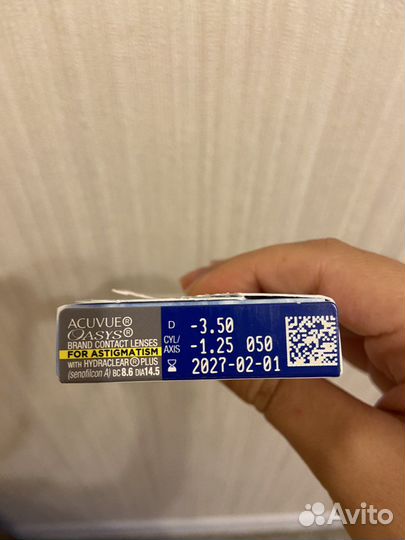 ACUVUE®
OASYS®
BRAND CONTACT LENSES
FOR ASTIGMATISM
WITH HYDRACLEAR® PLUS
(senofilcon A) BC 8.6 DIA 14.5
D -3.50
CYL/ AXIS -1.25 050
2027-02-01
Avito